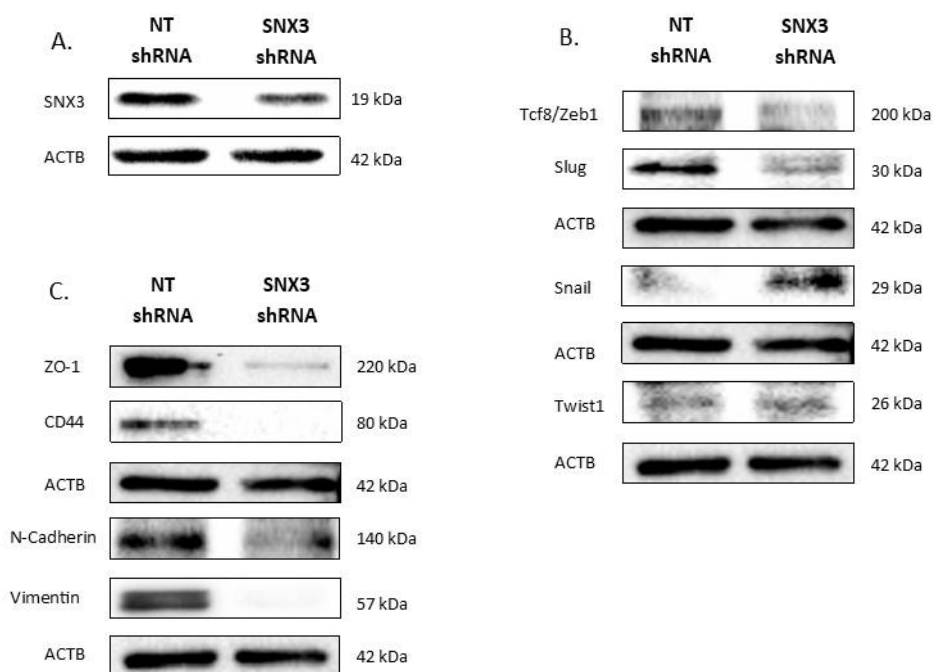 A.
NT SNX3
shRNA shRNA
SNX3 19 kDa
ACTB 42 kDa
B.
NT SNX3
shRNA shRNA
Tcf8/Zeb1 200 kDa
Slug 30 kDa
ACTB 42 kDa
Snail 29 kDa
ACTB 42 kDa
Twist1 26 kDa
ACTB 42 kDa
C.
NT SNX3
shRNA shRNA
ZO-1 220 kDa
CD44 80 kDa
ACTB 42 kDa
N-Cadherin 140 kDa
Vimentin 57 kDa
ACTB 42 kDa